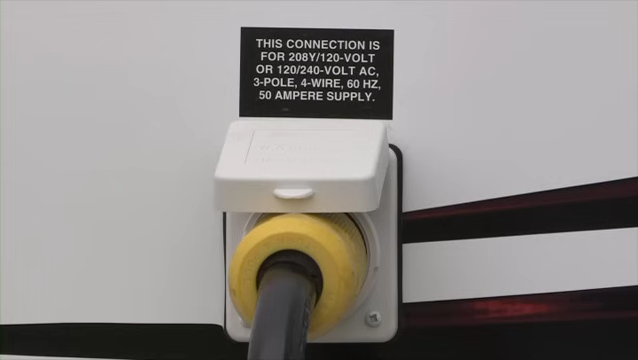 THIS CONNECTION IS
FOR 208Y/120-VOLT
OR 120/240-VOLT AC,
3-POLE, 4-WIRE, 60 HZ,
50 AMPERE SUPPLY.